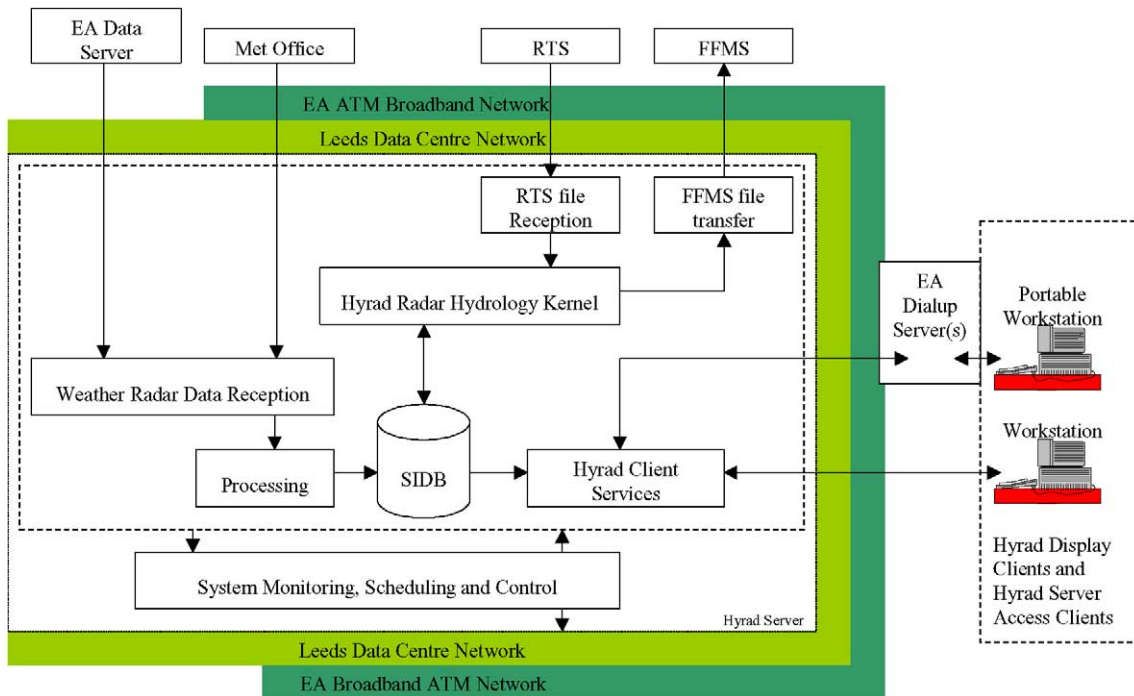 EA Data
Server
Met Office
RTS
FFMS
EA ATM Broadband Network
Leeds Data Centre Network
RTS file
Reception
FFMS file
transfer
Hyrad Radar Hydrology Kernel
EA
Dialup
Server(s)
Portable
Workstation
Weather Radar Data Reception
Workstation
Processing
SIDB
Hyrad Client
Services
Hyrad Display
Clients and
Hyrad Server
Access Clients
System Monitoring, Scheduling and Control
Hyrad Server
Leeds Data Centre Network
EA Broadband ATM Network